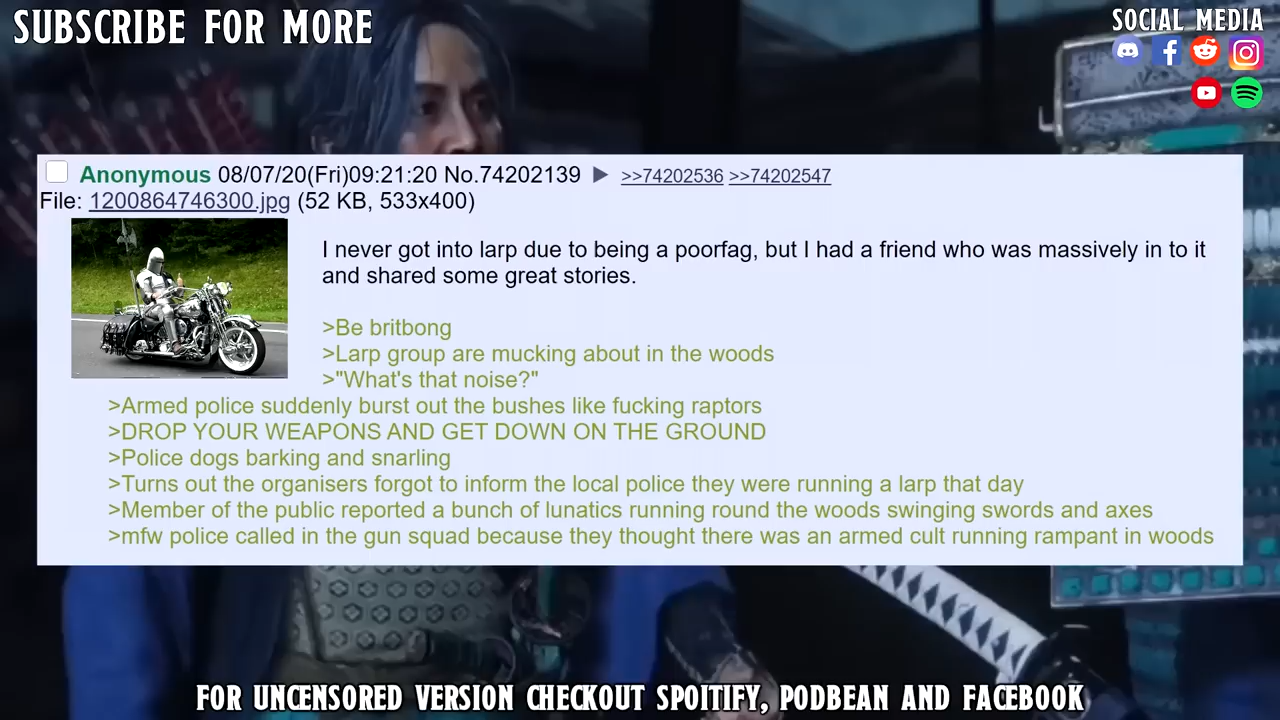 SUBSCRIBE FOR MORE
SOCIAL MEDIA
Anonymous 08/07/20(Fri)09:21:20 No.74202139 ▶ >>74202536 >>74202547
File: 1200864746300.jpg (52 KB, 533x400)
I never got into larp due to being a poorfag, but I had a friend who was massively in to it
and shared some great stories.
>Be britbong
>Larp group are mucking about in the woods
>"What's that noise?"
>Armed police suddenly burst out the bushes like fucking raptors
>DROP YOUR WEAPONS AND GET DOWN ON THE GROUND
>Police dogs barking and snarling
>Turns out the organisers forgot to inform the local police they were running a larp that day
>Member of the public reported a bunch of lunatics running round the woods swinging swords and axes
>mfw police called in the gun squad because they thought there was an armed cult running rampant in woods
FOR UNCENSORED VERSION CHECKOUT SPOITIFY, PODBEAN AND FACEBOOK